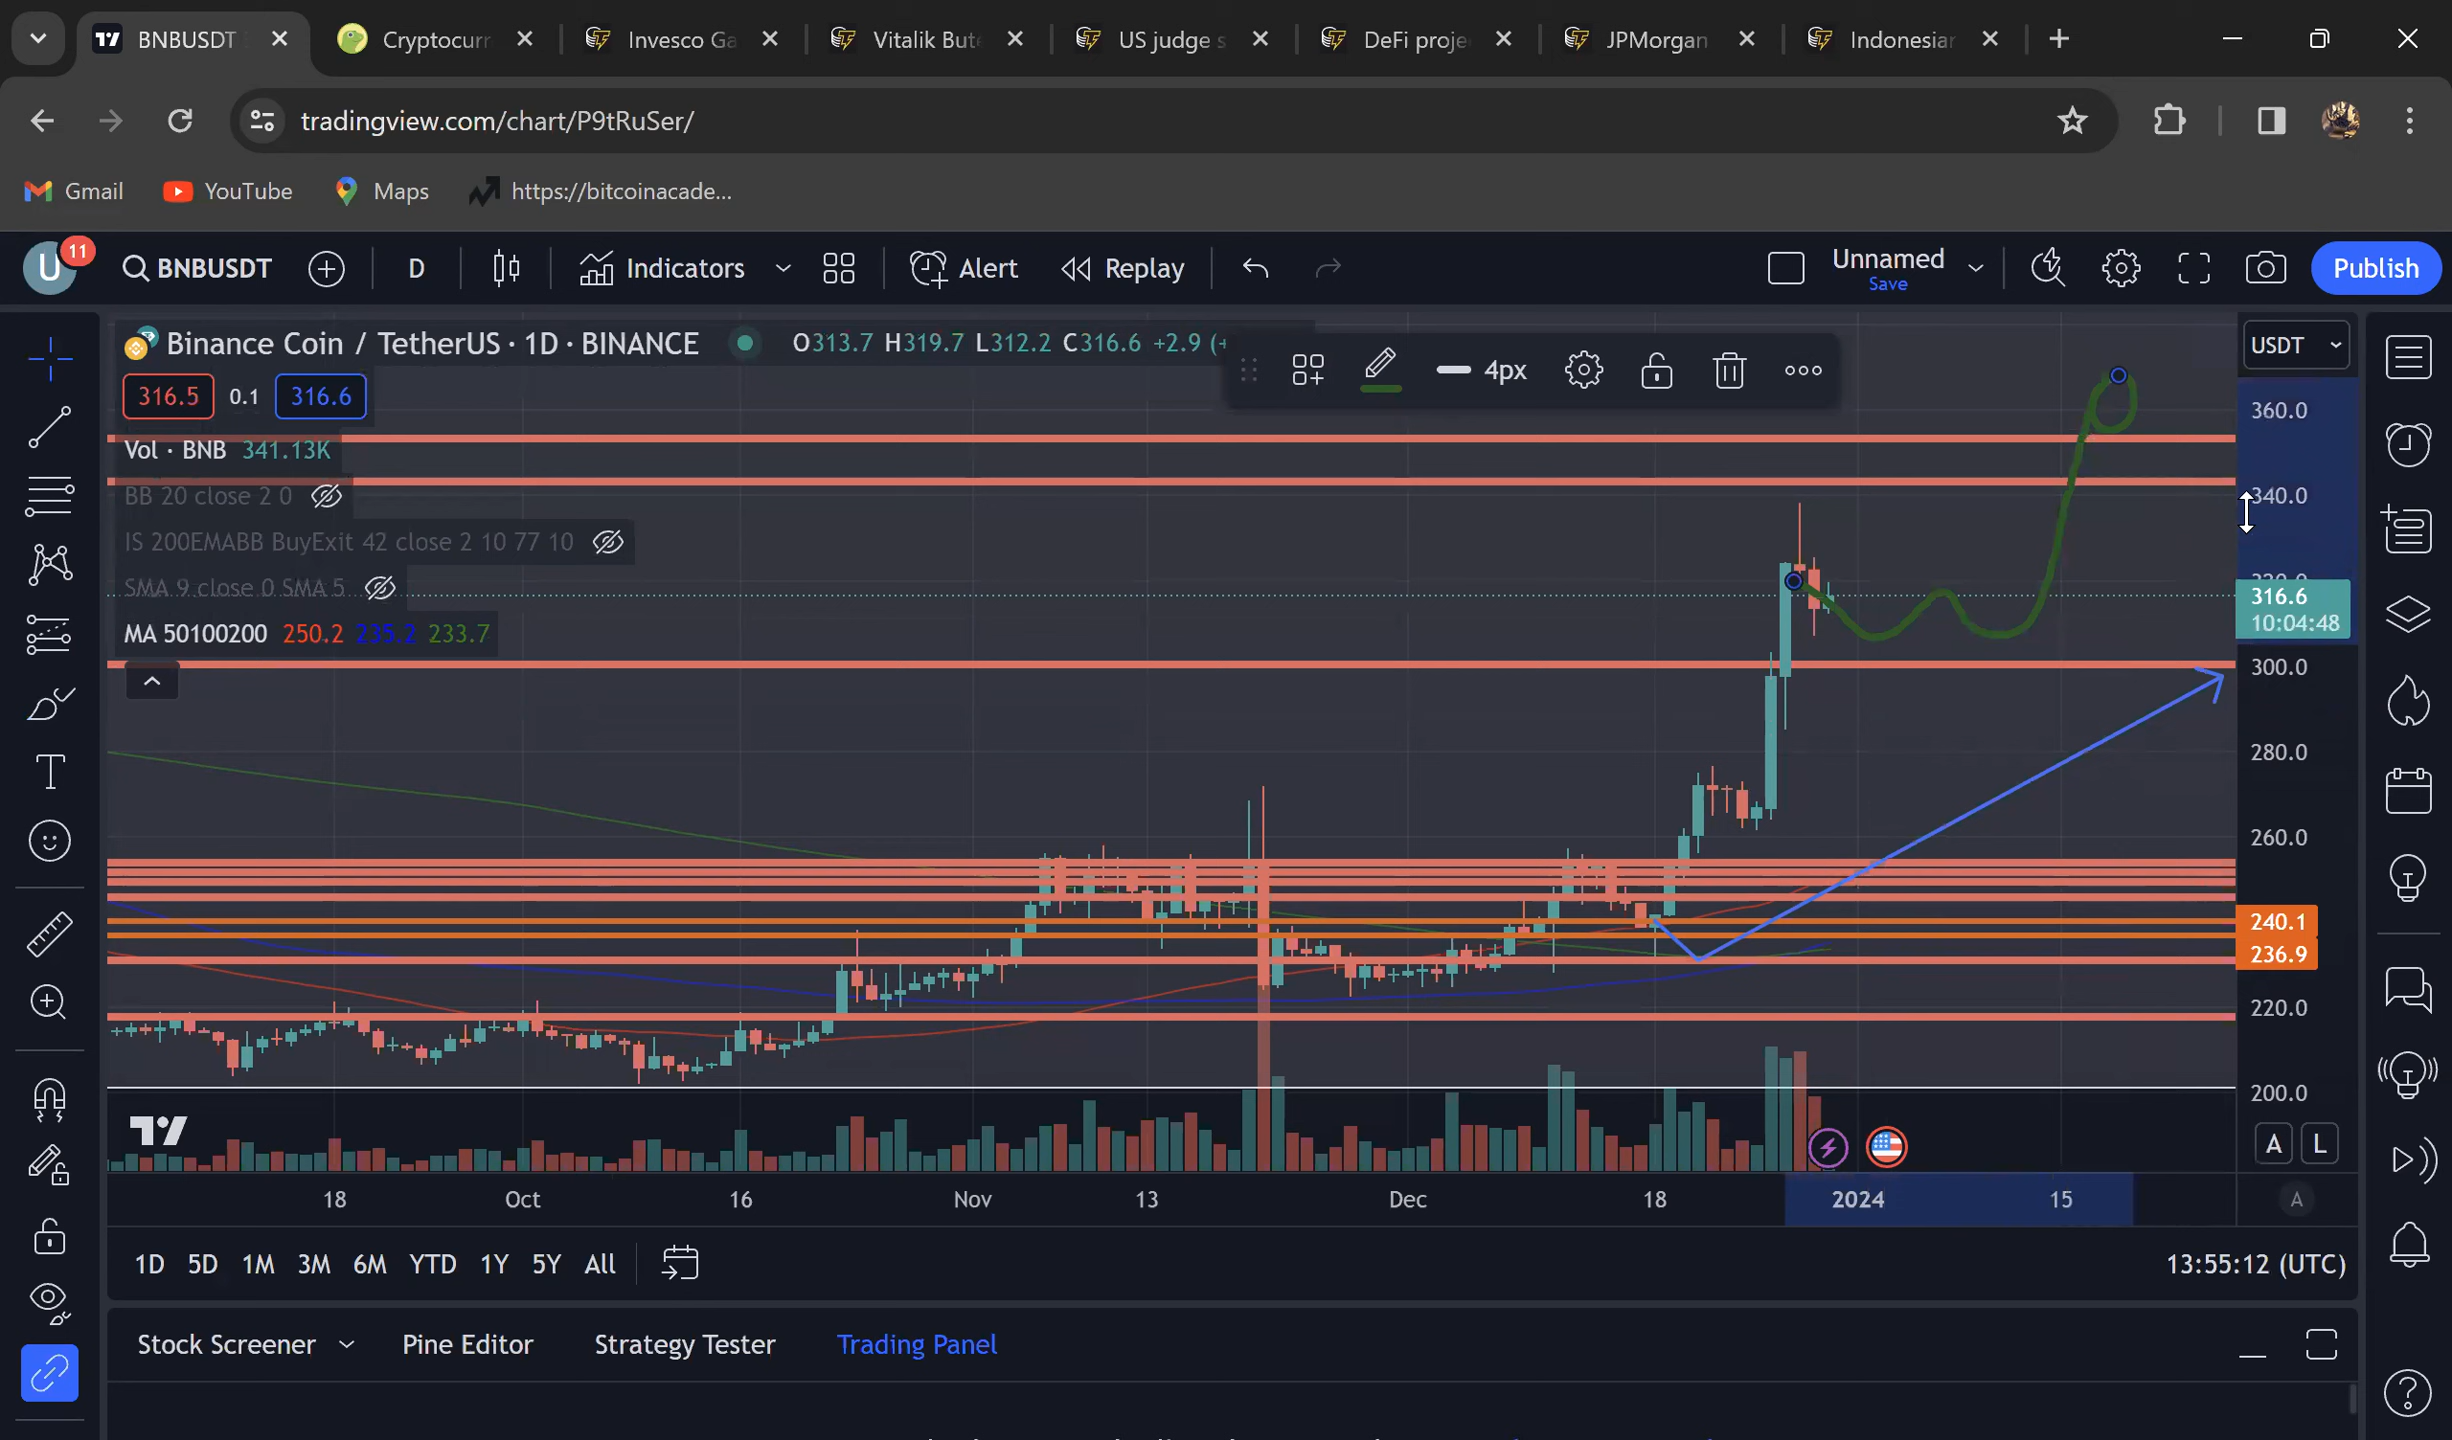 BNBUSDT
Cryptocurr
Invesco Ga
Vitalik Bute
US judge s
DeFi proje
JPMorgan
Indonesian
tradingview.com/chart/P9tRuSer/
Gmail
YouTube
Maps
https://bitcoinacade...
U
11
BNBUSDT
D
Indicators
Alert
Replay
Unnamed
Save
Publish
Binance Coin / TetherUS · 1D · BINANCE
O313.7 H319.7 L312.2 C316.6 +2.9 (+
USDT
316.5
0.1
316.6
4px
Vol · BNB 341.13K
BB 20 close 2 0
IS 200EMABB BuyExit 42 close 2 10 77 10
SMA 9 close 0 SMA 5
MA 50100200 250.2 235.2 233.7
360.0
340.0
316.6
10:04:48
300.0
280.0
260.0
240.1
236.9
220.0
200.0
A L
18 Oct 16 Nov 13 Dec 18 2024 15
A
1D 5D 1M 3M 6M YTD 1Y 5Y All
13:55:12 (UTC)
Stock Screener
Pine Editor
Strategy Tester
Trading Panel